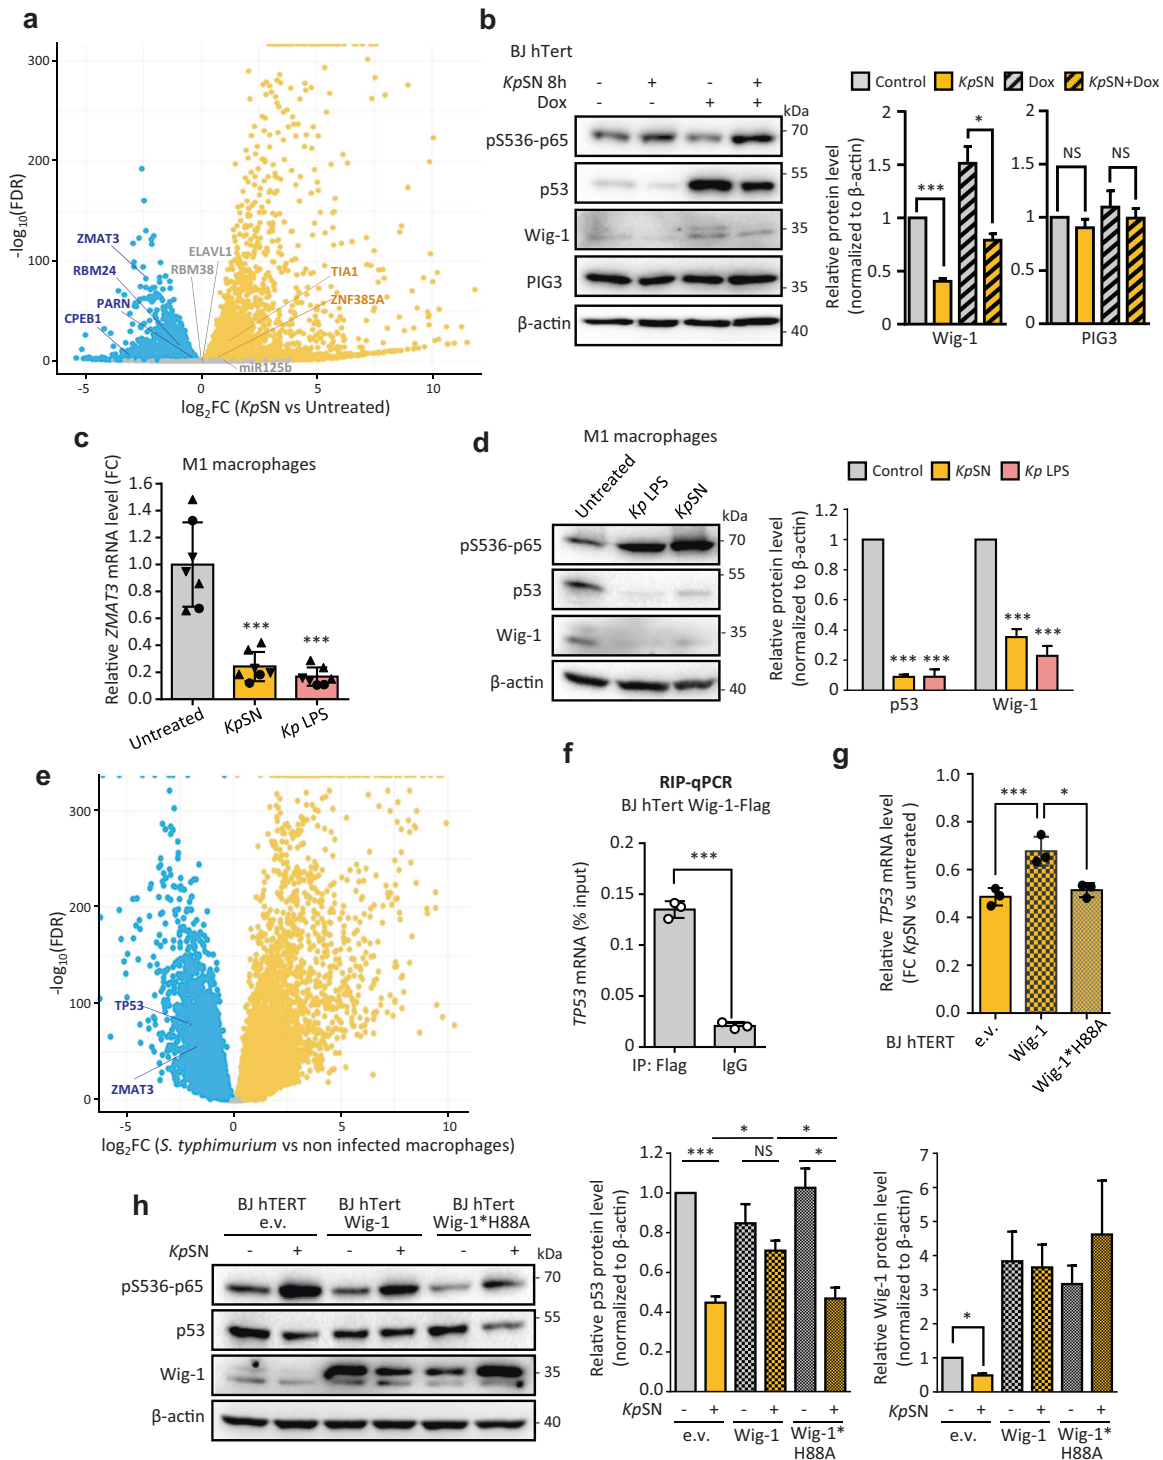 a
-log10(FDR)
300
200
100
0
ZMAT3
RBM24
PARN
CPEB1
ELAVL1
RBM38
TIA1
ZNF385A
miR125b
-5 0 5 10
log2FC (KpSN vs Untreated)
b
BJ hTert
KpSN 8h - + - +
Dox - - + +
kDa
pS536-p65
70
p53
55
Wig-1
35
PIG3
35
β-actin
40
Control KpSN Dox KpSN+Dox
Relative protein level
(normalized to β-actin)
2
1.5
1
0.5
0
***
*
Wig-1
2
1.5
1
0.5
0
NS
NS
PIG3
c
M1 macrophages
Relative ZMAT3 mRNA level (FC)
1.6
1.4
1.2
1.0
0.8
0.6
0.4
0.2
0.0
***
***
Untreated
KpSN
Kp LPS
d
M1 macrophages
Untreated
Kp LPS
KpSN
kDa
pS536-p65
70
p53
55
Wig-1
35
β-actin
40
Control KpSN Kp LPS
Relative protein level
(normalized to β-actin)
1.2
1
0.8
0.6
0.4
0.2
0
*** ***
*** ***
p53 Wig-1
e
-log10(FDR)
300
200
100
0
TP53
ZMAT3
-5 0 5 10
log2FC (S. typhimurium vs non infected macrophages)
f
RIP-qPCR
BJ hTert Wig-1-Flag
TP53 mRNA (% input)
0.2
0.15
0.1
0.05
0
***
IP: Flag IgG
g
Relative TP53 mRNA level
(FC KpSN vs untreated )
1.0
0.8
0.6
0.4
0.2
0.0
*** *
BJ hTERT
e.v.
Wig-1
Wig-1*H88A
h
BJ hTERT
e.v.
BJ hTert
Wig-1
BJ hTert
Wig-1*H88A
KpSN - + - + - +
kDa
pS536-p65
70
p53
55
Wig-1
35
β-actin
40
Relative p53 protein level
(normalized to β-actin)
1.2
1.0
0.8
0.6
0.4
0.2
0.0
* *
*** NS *
KpSN - + - + - +
e.v. Wig-1 Wig-1*
H88A
Relative Wig-1 protein level
(normalized to β-actin)
7
6
5
4
3
2
1
0
*
KpSN - + - + - +
e.v. Wig-1 Wig-1*
H88A